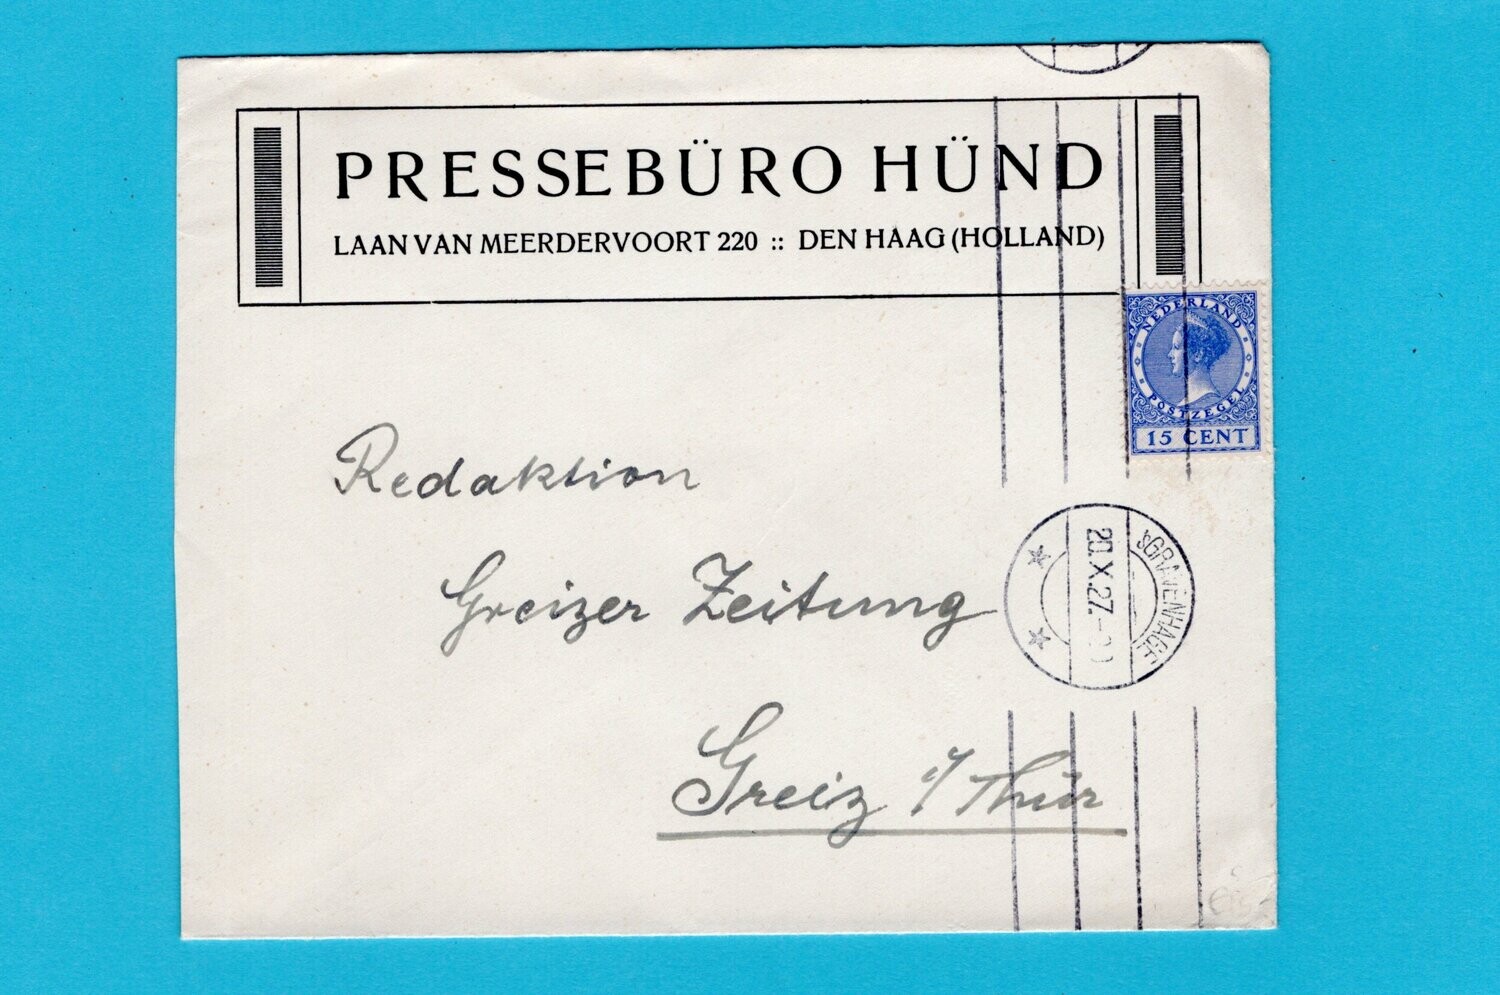 PRESSEBÜRO HÜND
LAAN VAN MEERDERVOORT 220 :: DEN HAAG (HOLLAND)
NEDERLAND
POSTZEGEL
15 CENT
Redaktion
Greizer Zeitung
'sGRAVENHAGE
20.X.27.
Greiz i/Thür